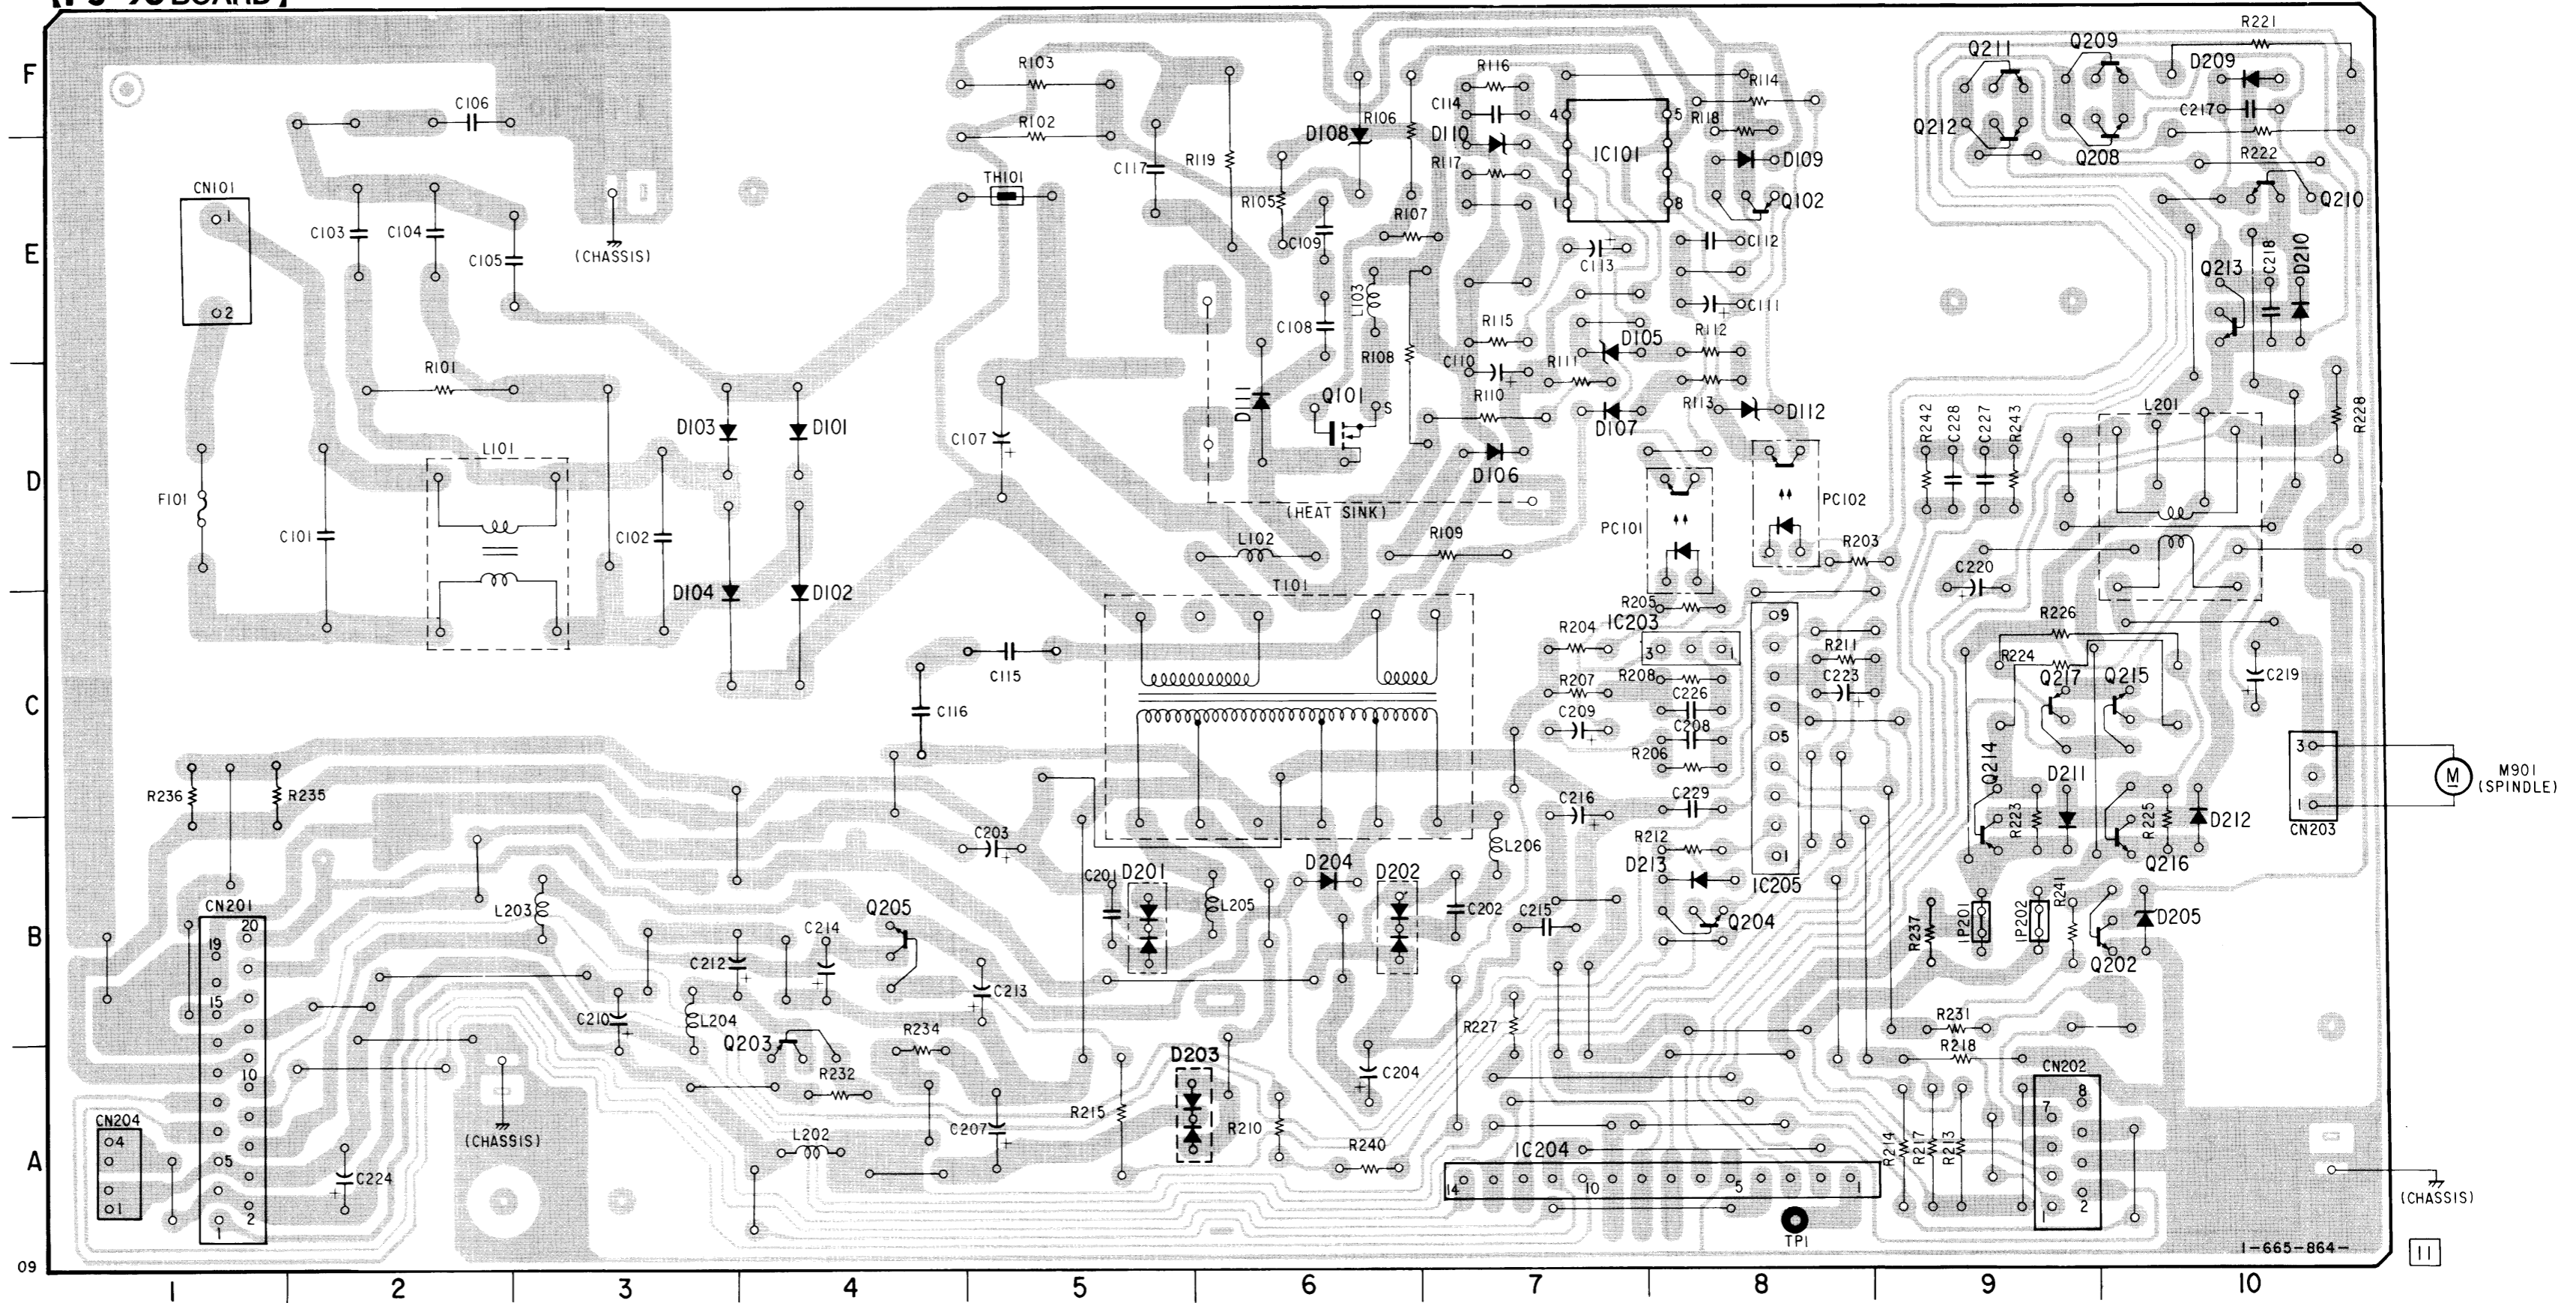 BOARD】
F
R103
R116
R114
Q211
Q209
R221
D209
C106
C114
4
5
R118
C217
R102
D108
R106
D110
IC101
Q212
Q208
R222
C117
R119
R117
D109
CN101
TH101
R105
R107
1
8
Q102
Q210
1
C103
C104
C109
C112
E
C105
(CHASSIS)
C113
Q213
C218
D210
2
L103
C111
C108
R115
D105
R112
R108
C110
R111
R101
D111
Q101
S
R110
R113
D112
D107
D103
D101
C107
R242
C228
C227
R243
L201
R228
L101
D106
D
F101
(HEAT SINK)
PC101
PC102
C101
C102
L102
R109
R203
D104
D102
T101
C220
R205
9
R226
IC203
R204
3
1
R211
R224
C115
R207
R208
C223
Q217
Q215
C219
C
C116
C226
C209
C208
5
R206
3
M
M901
(SPINDLE)
Q214
D211
R236
R235
C229
1
C216
R223
R225
D212
CN203
C203
L206
R212
1
Q216
D204
D202
D213
IC205
C201
D201
CN201
L203
Q205
L205
C202
R241
20
C214
C215
Q204
R237
IP201
IP202
D205
B
19
C212
Q202
15
C213
C210
L204
R227
R231
Q203
R234
R218
D203
CN202
10
R232
C204
8
R215
7
CN204
C207
R210
4
(CHASSIS)
L202
R240
IC204
R214
R217
R213
A
5
C224
14
10
5
1
(CHASSIS)
1
2
1
2
1
TP1
1-665-864-
11
09
1
2
3
4
5
6
7
8
9
10